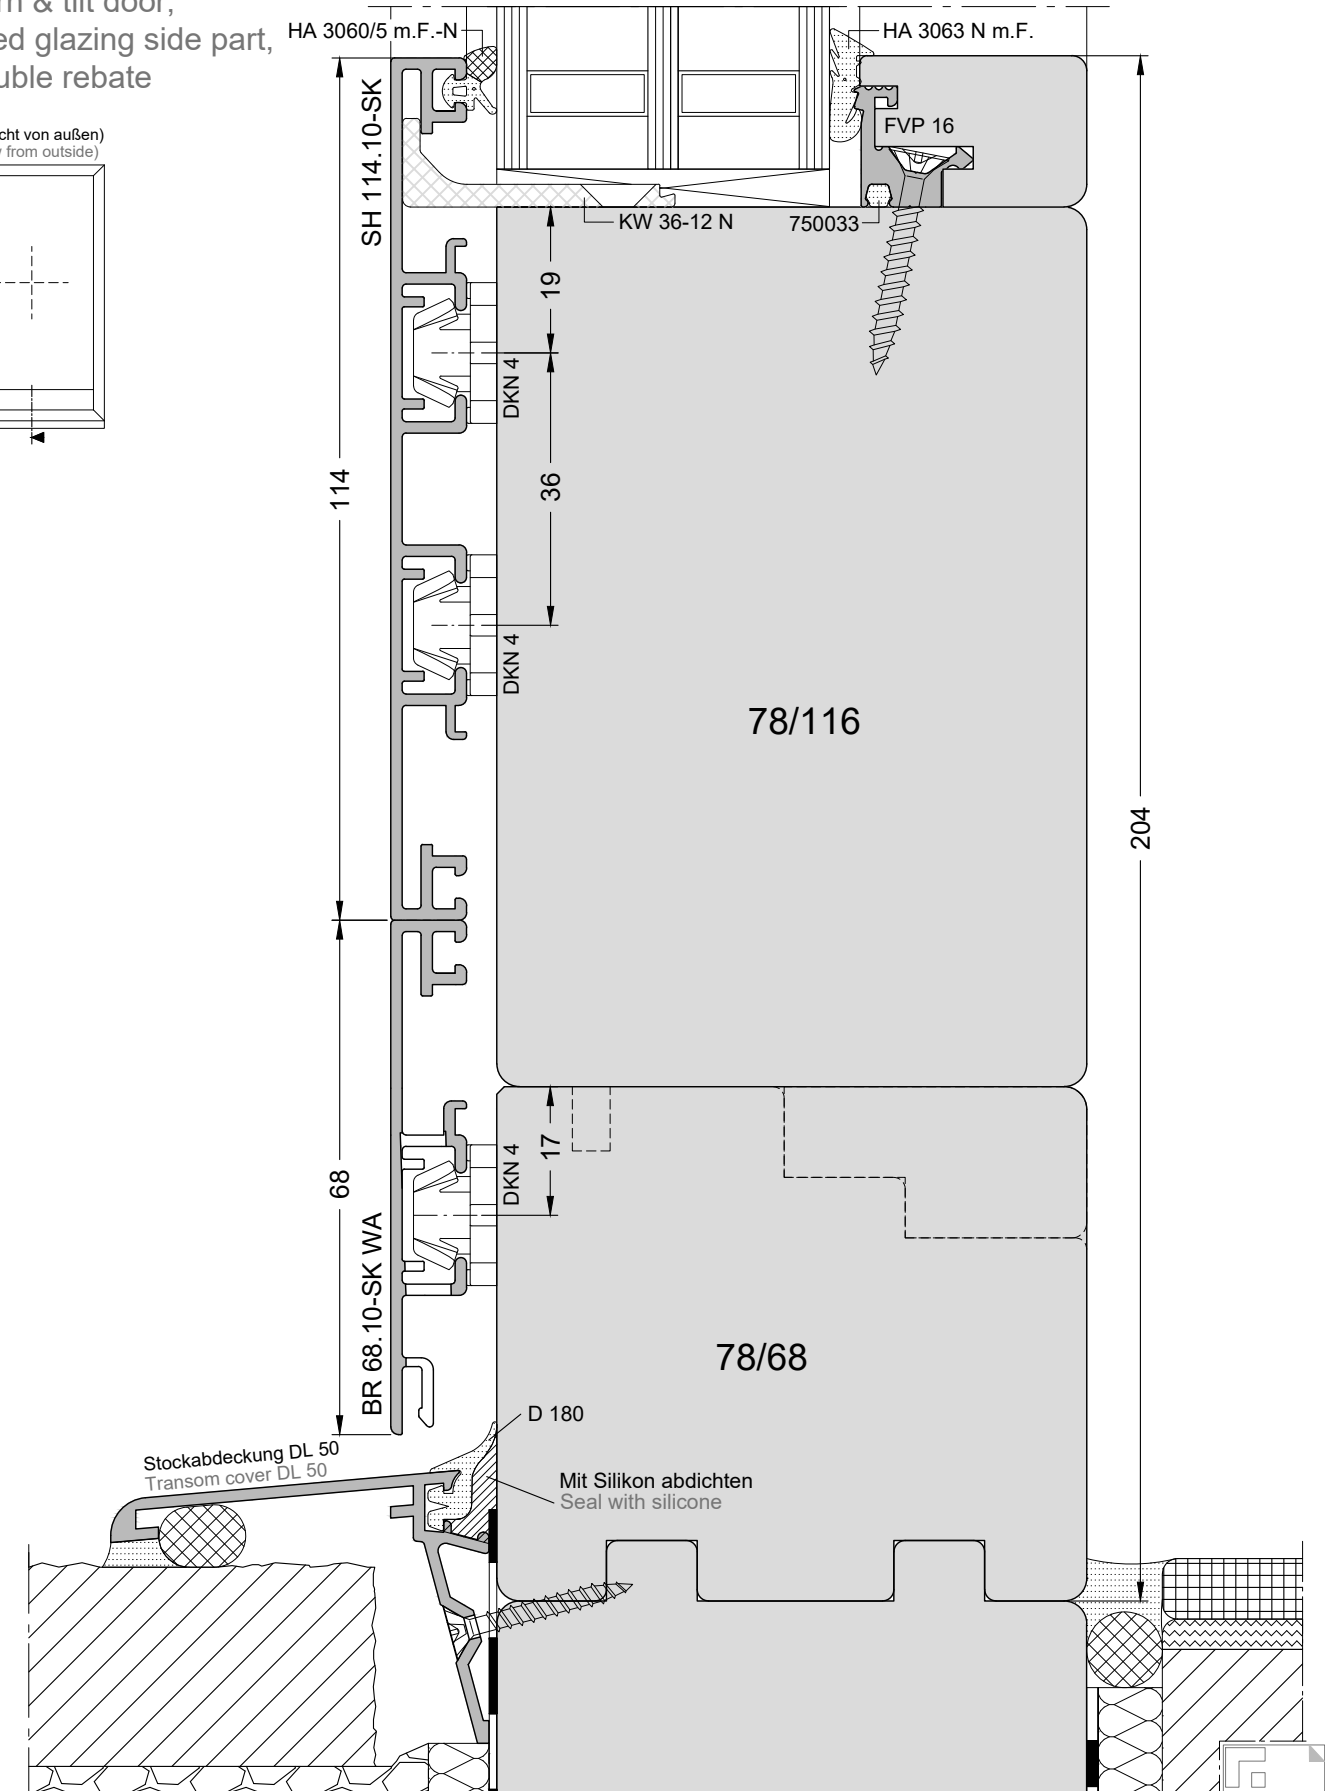 & tilt door,
glazing side part,
rebate
von außen)
from outside)
HA 3060/5 m.F.-N
HA 3063 N m.F.
SH 114.10-SK
FVP 16
KW 36-12 N
750033
19
DKN 4
36
114
DKN 4
78/116
204
17
DKN 4
68
BR 68.10-SK WA
78/68
D 180
Stockabdeckung DL 50
Transom cover DL 50
Mit Silikon abdichten
Seal with silicone